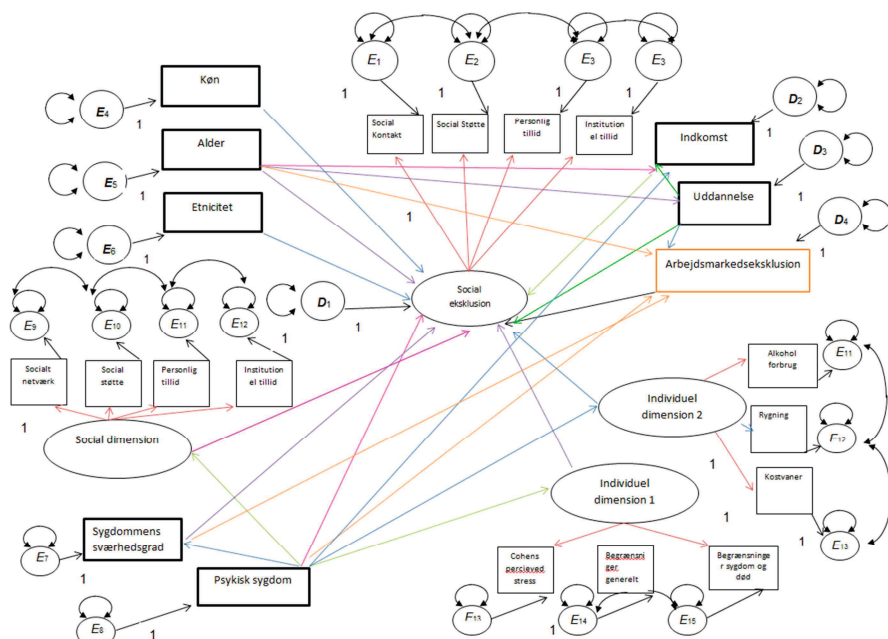 E1
E2
E3
E3
1
1
1
1
E4
1
Køn
Social
Kontakt
Social Støtte
Personlig
tillid
Institution
el tillid
D2
1
Indkomst
E5
1
Alder
D3
1
Uddannelse
Etnicitet
E6
1
1
D4
1
Arbejdsmarkedseksklusion
Social
eksklusion
D1
1
1
E9
E10
E11
E12
Socialt
netværk
Social
støtte
Personlig
tillid
Institution
el tillid
1
Social dimension
Alkohol
forbrug
E11
Individuel
dimension 2
Rygning
E12
1
Kostvaner
1
E13
Individuel
dimension 1
1
Sygdommens
sværhedsgrad
E7
1
Psykisk sygdom
E8
1
Cohens
percieved
stress
Begrænsni
ger
generelt
Begrænsninge
r sygdom og
død
E13
1
E14
E15